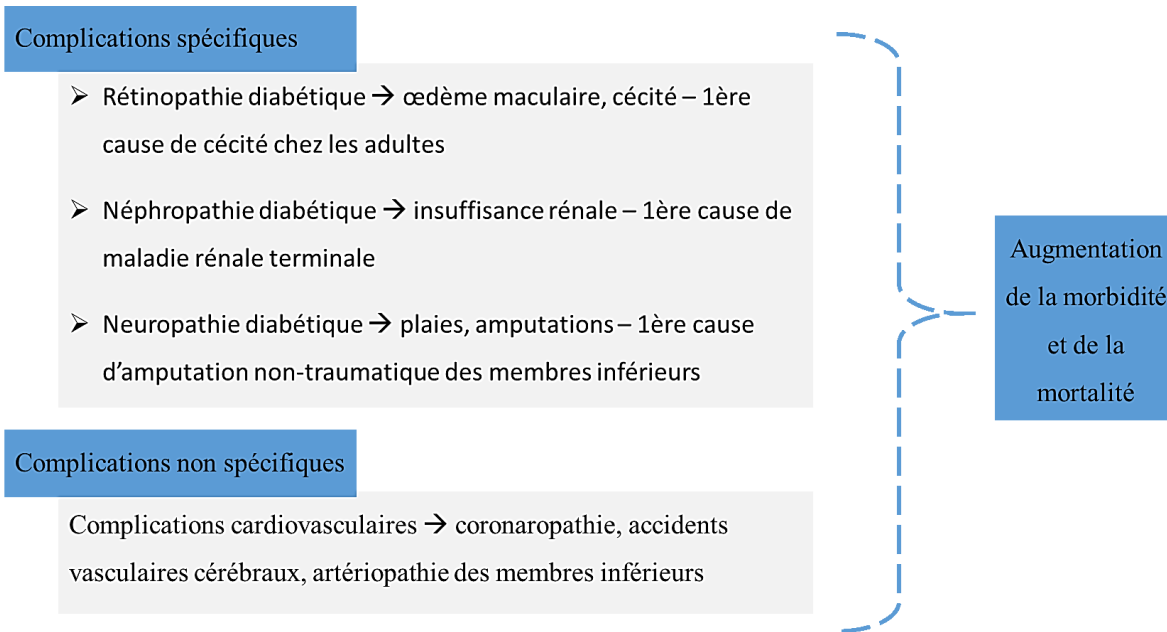 Complications spécifiques
➢ Rétinopathie diabétique → œdème maculaire, cécité – 1ère
cause de cécité chez les adultes
➢ Néphropathie diabétique → insuffisance rénale – 1ère cause de
maladie rénale terminale
➢ Neuropathie diabétique → plaies, amputations – 1ère cause
d’amputation non-traumatique des membres inférieurs
Complications non spécifiques
Complications cardiovasculaires → coronaropathie, accidents
vasculaires cérébraux, artériopathie des membres inférieurs
Augmentation
de la morbidité
et de la
mortalité